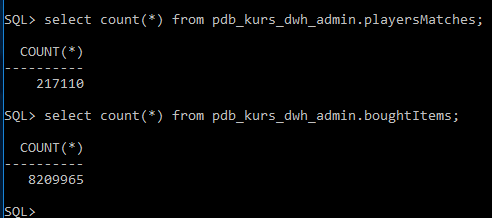 SQL> select count(*) from pdb_kurs_dwh_admin.playersMatches;
COUNT(*)
----------
217110
SQL> select count(*) from pdb_kurs_dwh_admin.boughtItems;
COUNT(*)
----------
8209965
SQL>